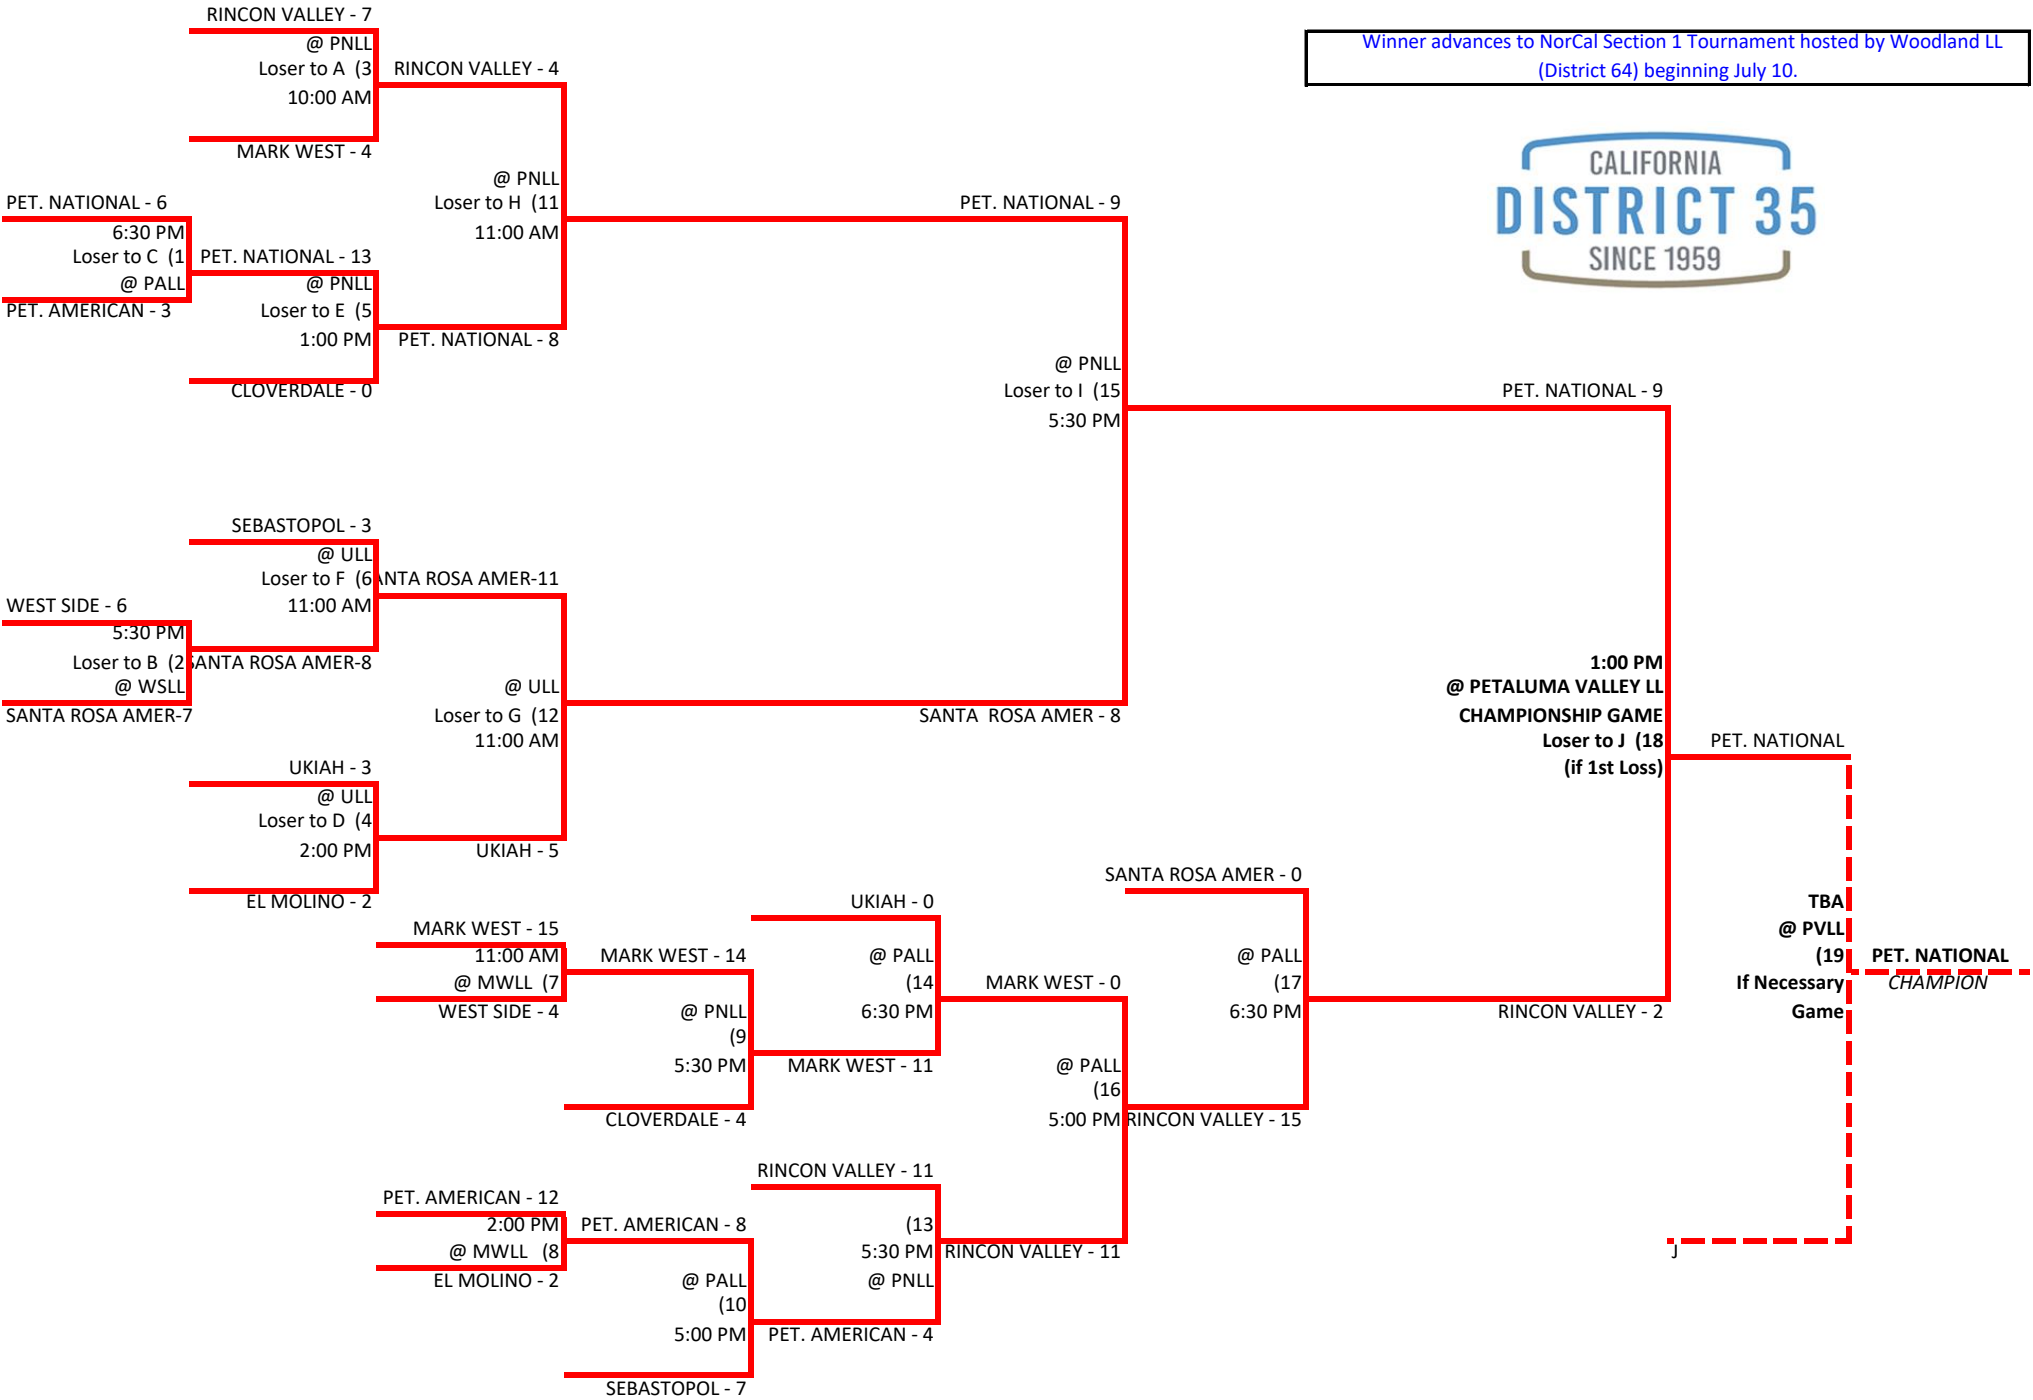 RINCON VALLEY - 7
@ PNLL
Loser to A  (3
10:00 AM
MARK WEST - 4
RINCON VALLEY - 4
Winner advances to NorCal Section 1 Tournament hosted by Woodland LL
(District 64) beginning July 10.
CALIFORNIA
DISTRICT 35
SINCE 1959
PET. NATIONAL - 6
6:30 PM
Loser to C  (1
@ PALL
PET. AMERICAN - 3
PET. NATIONAL - 13
@ PNLL
Loser to E  (5
1:00 PM
CLOVERDALE - 0
@ PNLL
Loser to H  (11
11:00 AM
PET. NATIONAL - 8
PET. NATIONAL - 9
@ PNLL
Loser to I  (15
5:30 PM
PET. NATIONAL - 9
SEBASTOPOL - 3
@ ULL
Loser to F  (6
11:00 AM
ANTA ROSA AMER-11
WEST SIDE - 6
5:30 PM
Loser to B  (2
@ WSLL
SANTA ROSA AMER-7
SANTA ROSA AMER-8
@ ULL
Loser to G  (12
11:00 AM
SANTA  ROSA AMER - 8
UKIAH - 3
@ ULL
Loser to D  (4
2:00 PM
EL MOLINO - 2
UKIAH - 5
1:00 PM
@ PETALUMA VALLEY LL
CHAMPIONSHIP GAME
Loser to J  (18
(if 1st Loss)
PET. NATIONAL
MARK WEST - 15
11:00 AM
@ MWLL  (7
WEST SIDE - 4
MARK WEST - 14
@ PNLL
(9
5:30 PM
CLOVERDALE - 4
UKIAH - 0
@ PALL
(14
6:30 PM
MARK WEST - 11
MARK WEST - 0
@ PALL
(16
5:00 PM
SANTA ROSA AMER - 0
@ PALL
(17
6:30 PM
RINCON VALLEY - 15
RINCON VALLEY - 2
TBA
@ PVLL
(19
If Necessary
Game
PET. NATIONAL
CHAMPION
PET. AMERICAN - 12
2:00 PM
@ MWLL   (8
EL MOLINO - 2
PET. AMERICAN - 8
@ PALL
(10
5:00 PM
SEBASTOPOL - 7
RINCON VALLEY - 11
(13
5:30 PM
@ PNLL
PET. AMERICAN - 4
RINCON VALLEY - 11
J